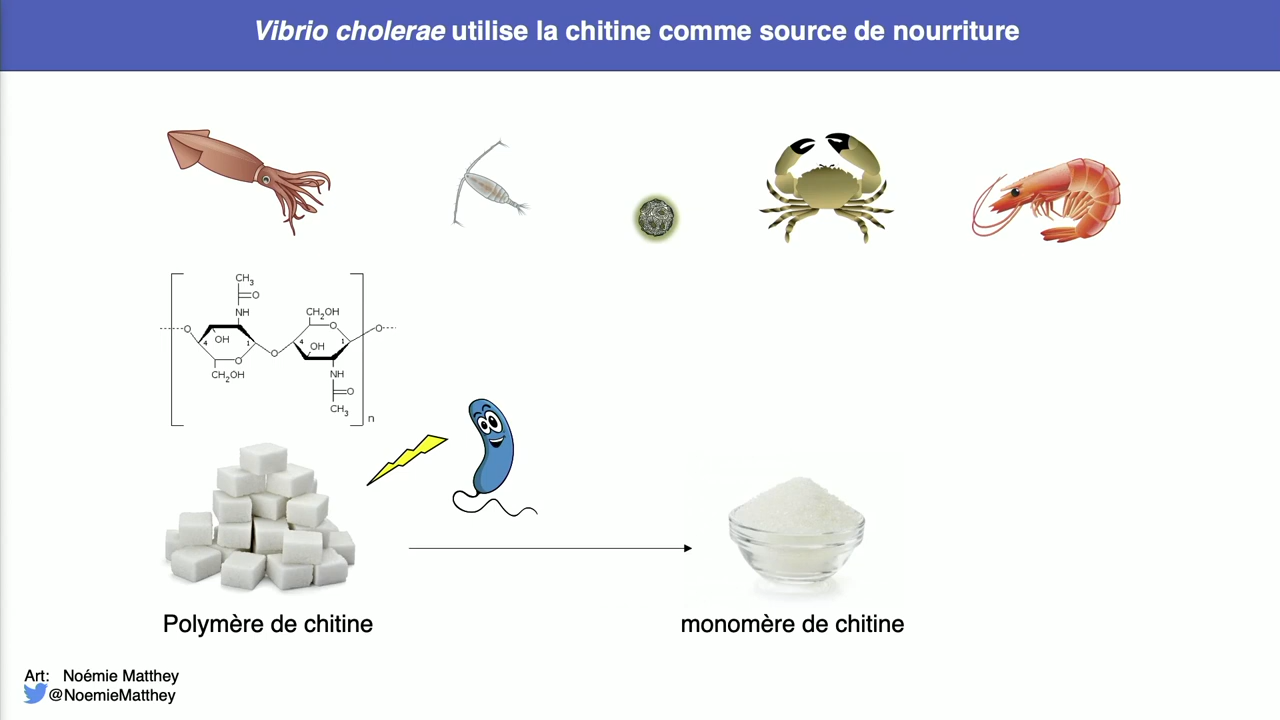 Vibrio cholerae utilise la chitine comme source de nourriture
CH3
O
NH
CH2OH
O
O
OH
4
1
O
4
1
O
OH
O
CH2OH
NH
O
CH3
n
Polymère de chitine
monomère de chitine
Art: Noémie Matthey
@NoemieMatthey